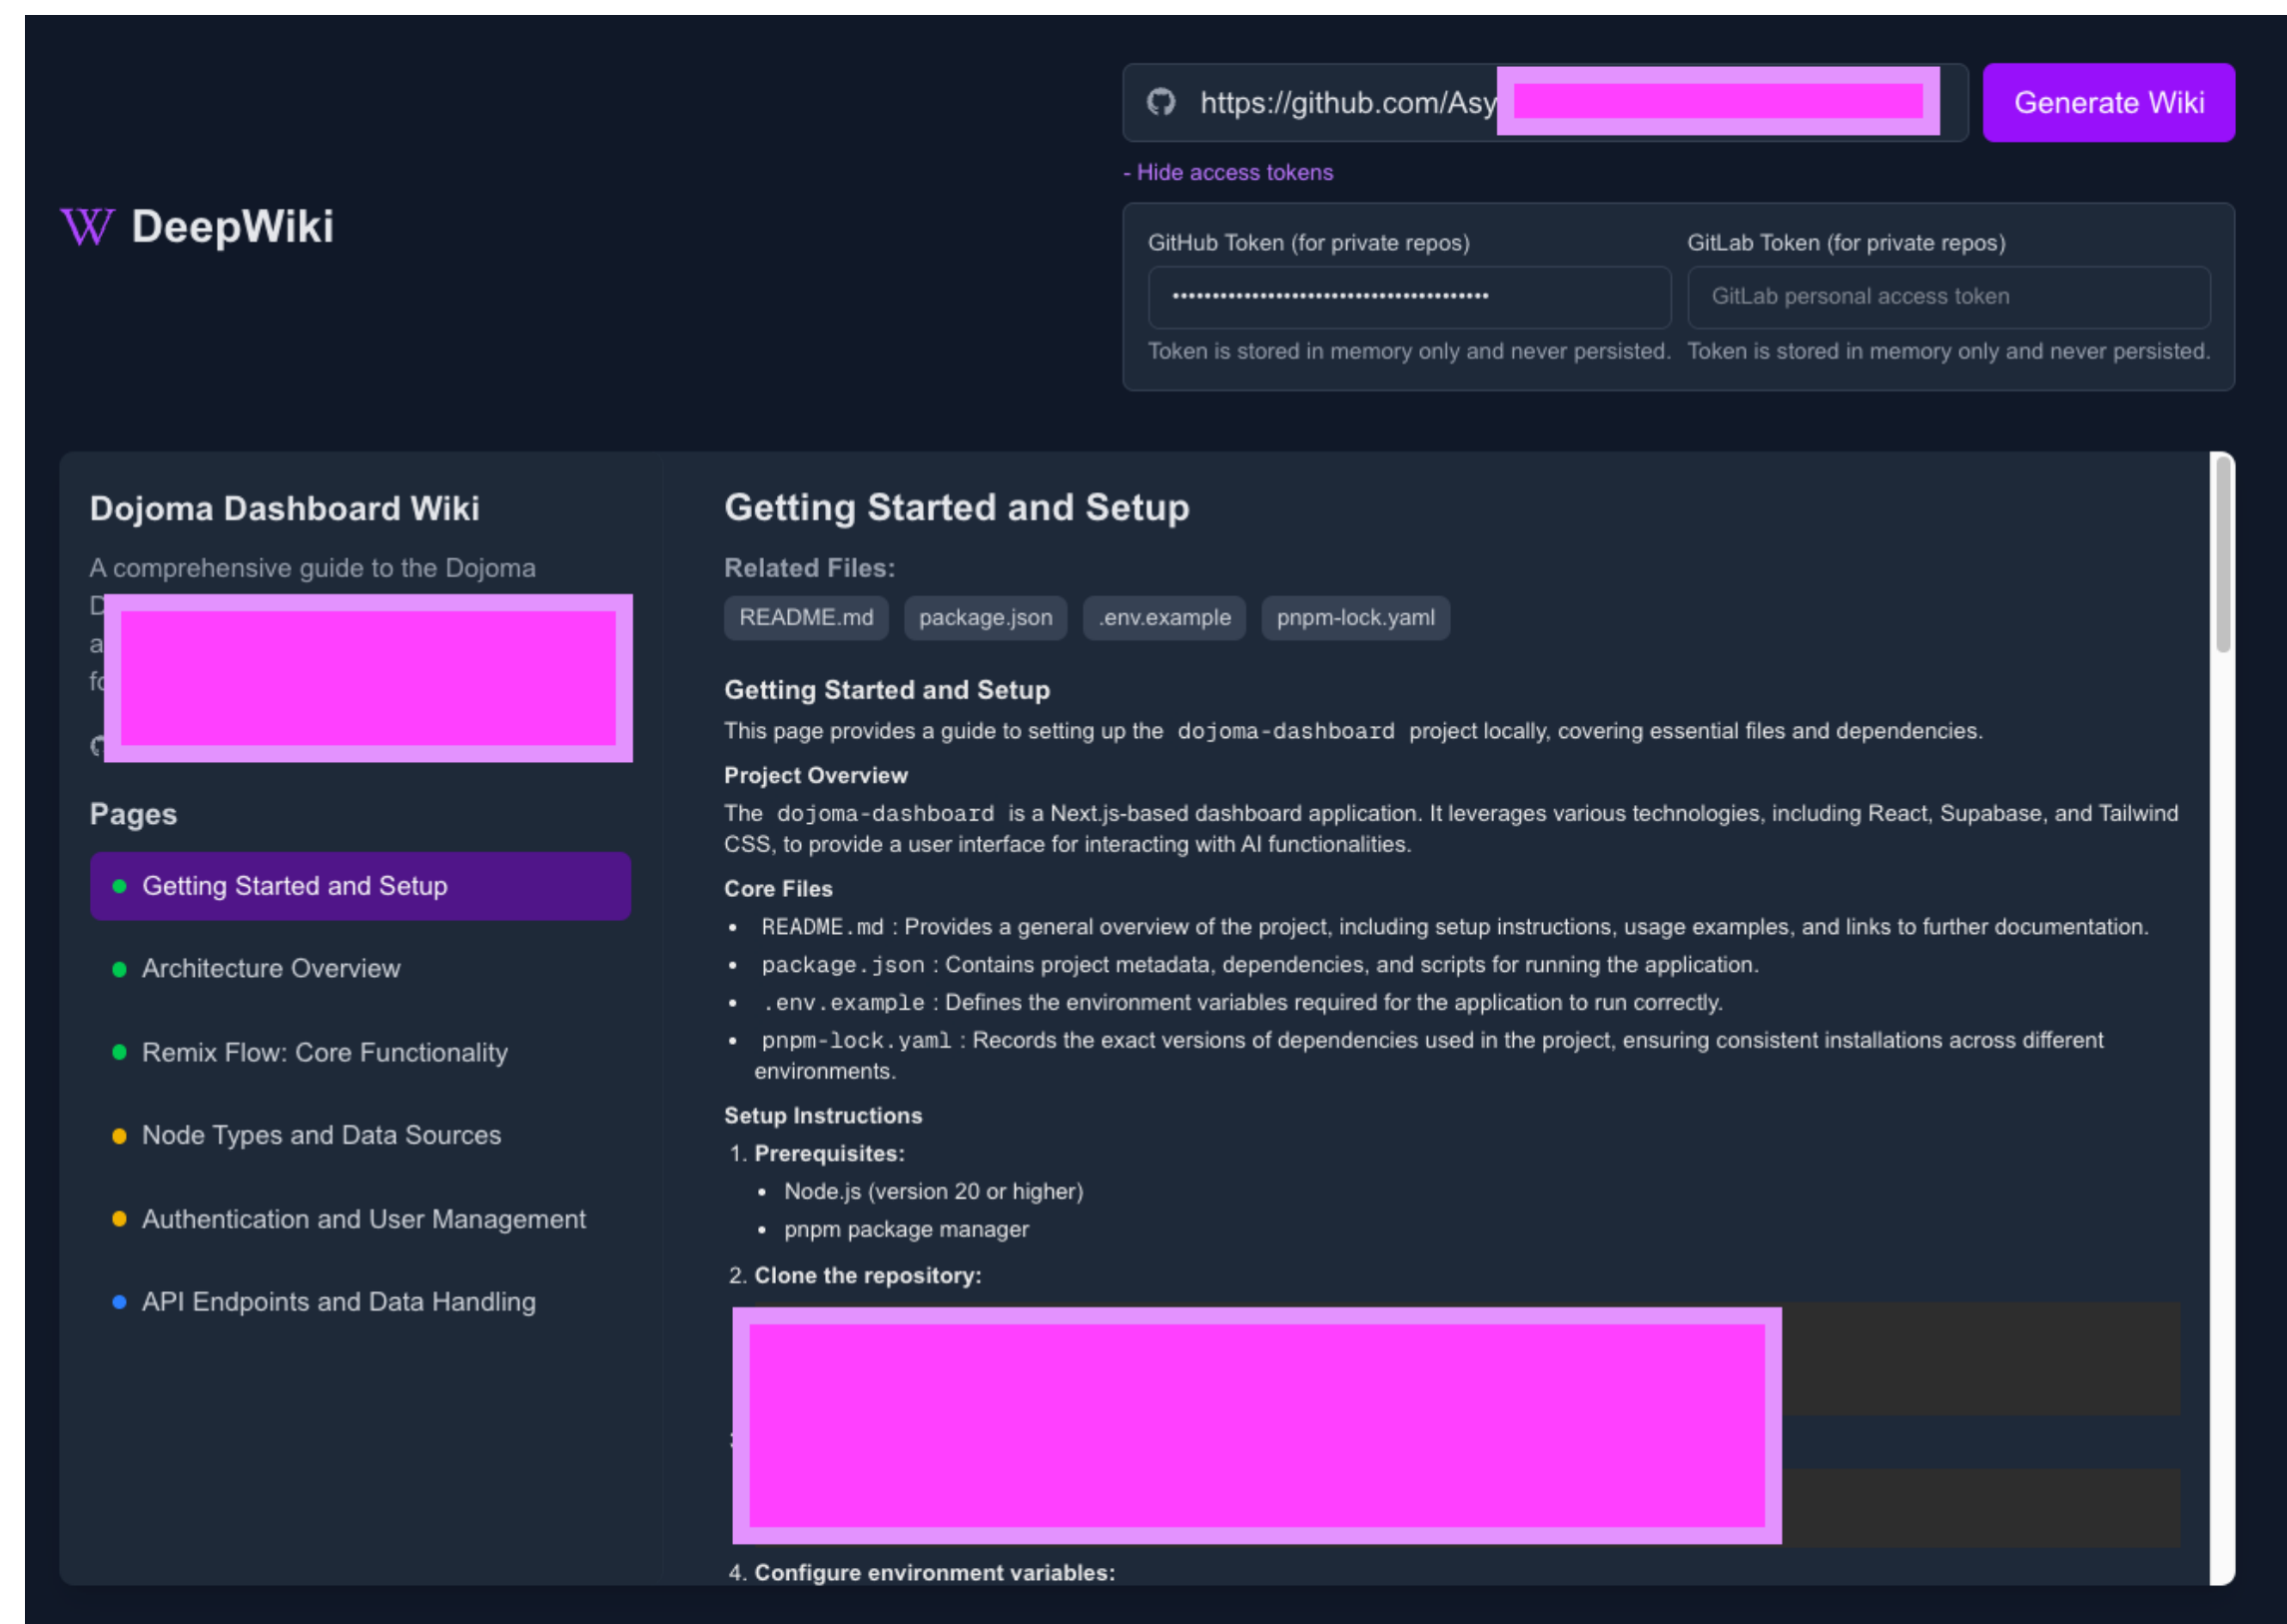 https://github.com/Asy
Generate Wiki
- Hide access tokens
W DeepWiki
GitHub Token (for private repos)
GitLab Token (for private repos)
••••••••••••••••••••••••••••••••••••••••
GitLab personal access token
Token is stored in memory only and never persisted.
Token is stored in memory only and never persisted.
Dojoma Dashboard Wiki
A comprehensive guide to the Dojoma
Pages
Getting Started and Setup
Architecture Overview
Remix Flow: Core Functionality
Node Types and Data Sources
Authentication and User Management
API Endpoints and Data Handling
Getting Started and Setup
Related Files:
README.md package.json .env.example pnpm-lock.yaml
Getting Started and Setup
This page provides a guide to setting up the dojoma-dashboard project locally, covering essential files and dependencies.
Project Overview
The dojoma-dashboard is a Next.js-based dashboard application. It leverages various technologies, including React, Supabase, and Tailwind
CSS, to provide a user interface for interacting with AI functionalities.
Core Files
• README.md : Provides a general overview of the project, including setup instructions, usage examples, and links to further documentation.
• package.json : Contains project metadata, dependencies, and scripts for running the application.
• .env.example : Defines the environment variables required for the application to run correctly.
• pnpm-lock.yaml : Records the exact versions of dependencies used in the project, ensuring consistent installations across different
environments.
Setup Instructions
1. Prerequisites:
• Node.js (version 20 or higher)
• pnpm package manager
2. Clone the repository:
4. Configure environment variables: